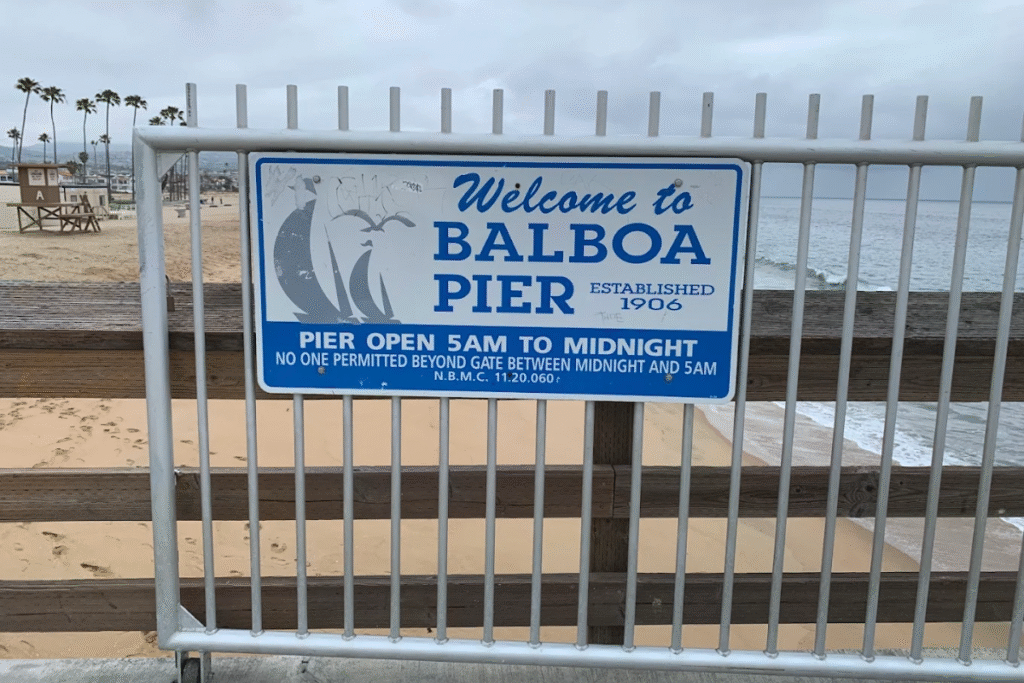 Welcome to
BALBOA
PIER
ESTABLISHED
1906
PIER OPEN 5AM TO MIDNIGHT
NO ONE PERMITTED BEYOND GATE BETWEEN MIDNIGHT AND 5AM
N.B.M.C. 11.20.060
A